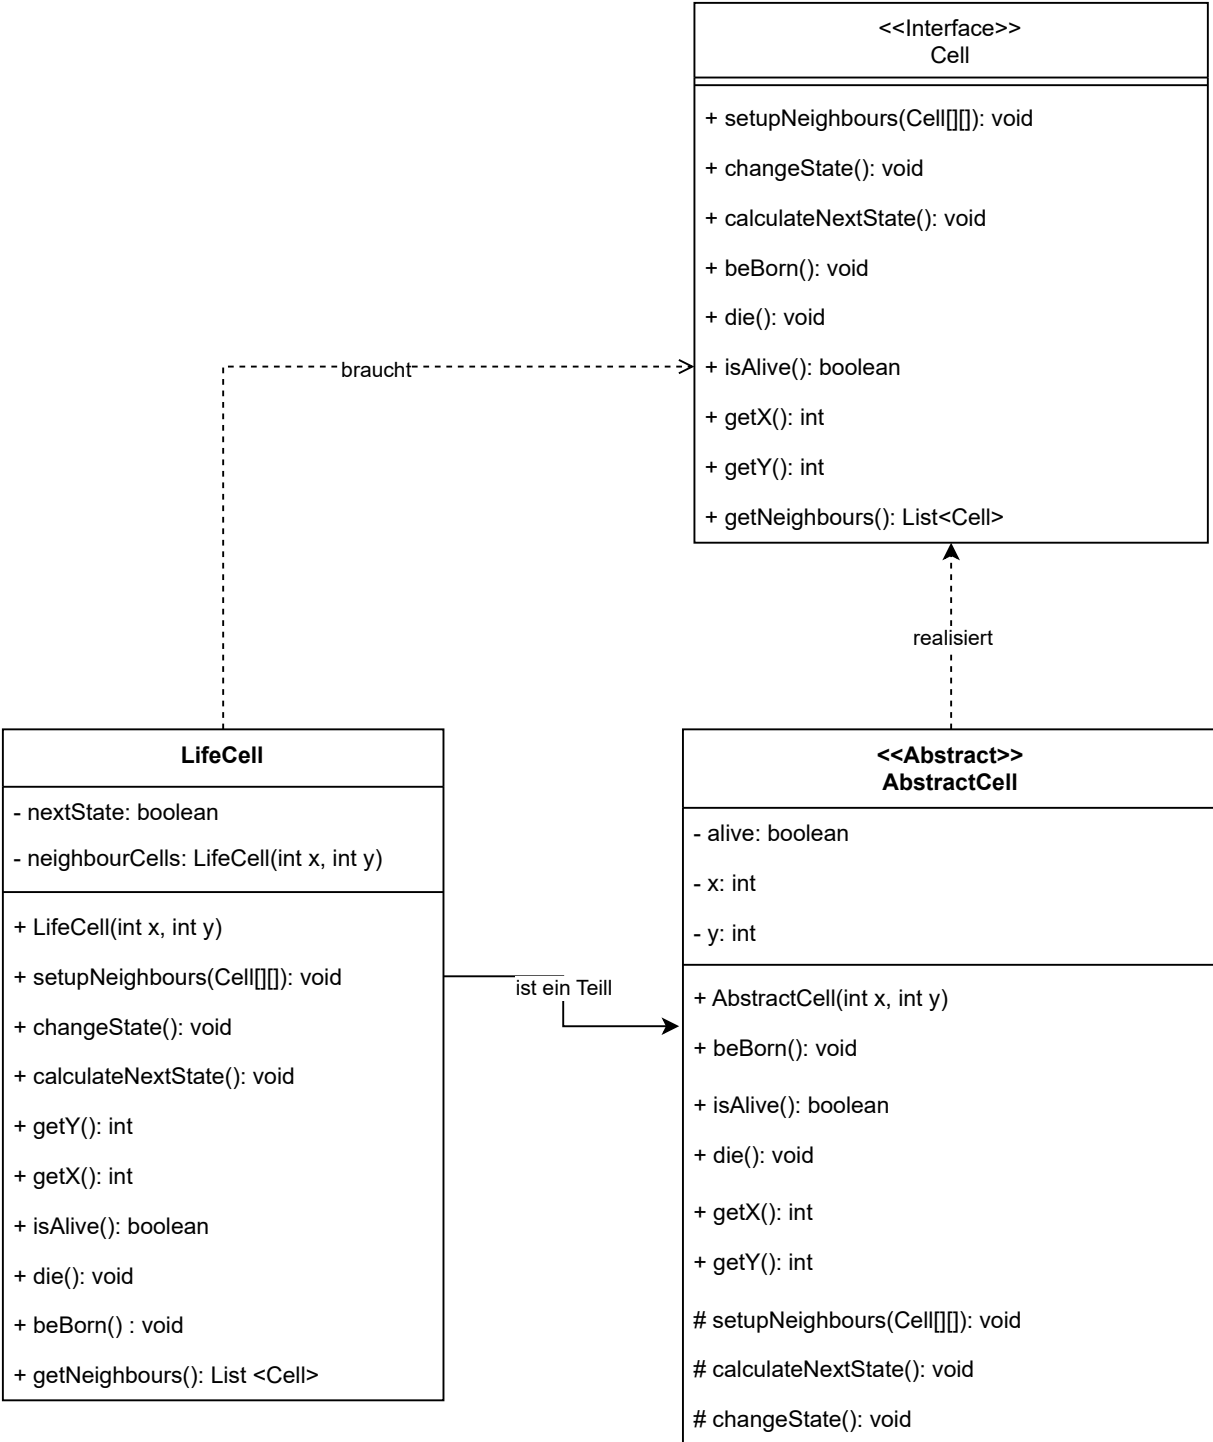 <<Interface>>
Cell
+ setupNeighbours(Cell[][]): void
+ changeState(): void
+ calculateNextState(): void
+ beBorn(): void
+ die(): void
+ isAlive(): boolean
+ getX(): int
+ getY(): int
+ getNeighbours(): List<Cell>
braucht
realisiert
LifeCell
- nextState: boolean
- neighbourCells: LifeCell(int x, int y)
+ LifeCell(int x, int y)
+ setupNeighbours(Cell[][]): void
+ changeState(): void
+ calculateNextState(): void
+ getY(): int
+ getX(): int
+ isAlive(): boolean
+ die(): void
+ beBorn() : void
+ getNeighbours(): List <Cell>
ist ein Teill
<<Abstract>>
AbstractCell
- alive: boolean
- x: int
- y: int
+ AbstractCell(int x, int y)
+ beBorn(): void
+ isAlive(): boolean
+ die(): void
+ getX(): int
+ getY(): int
# setupNeighbours(Cell[][]): void
# calculateNextState(): void
# changeState(): void